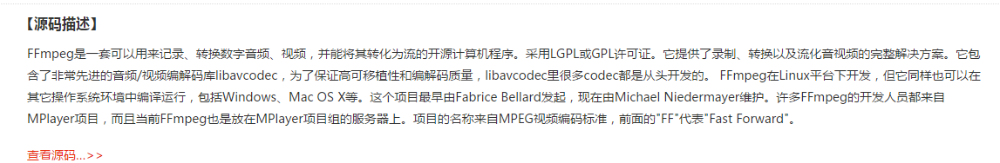 【源码描述】
FFmpeg是一套可以用来记录、转换数字音频、视频，并能将其转化为流的开源计算机程序。采用LGPL或GPL许可证。它提供了录制、转换以及流化音视频的完整解决方案。它包
含了非常先进的音频/视频编解码库libavcodec，为了保证高可移植性和编解码质量，libavcodec里很多codec都是从头开发的。 FFmpeg在Linux平台下开发，但它同样也可以在
其它操作系统环境中编译运行，包括Windows、Mac OS X等。这个项目最早由Fabrice Bellard发起，现在由Michael Niedermayer维护。许多FFmpeg的开发人员都来自
MPlayer项目，而且当前FFmpeg也是放在MPlayer项目组的服务器上。项目的名称来自MPEG视频编码标准，前面的"FF"代表"Fast Forward"。
查看源码...>>